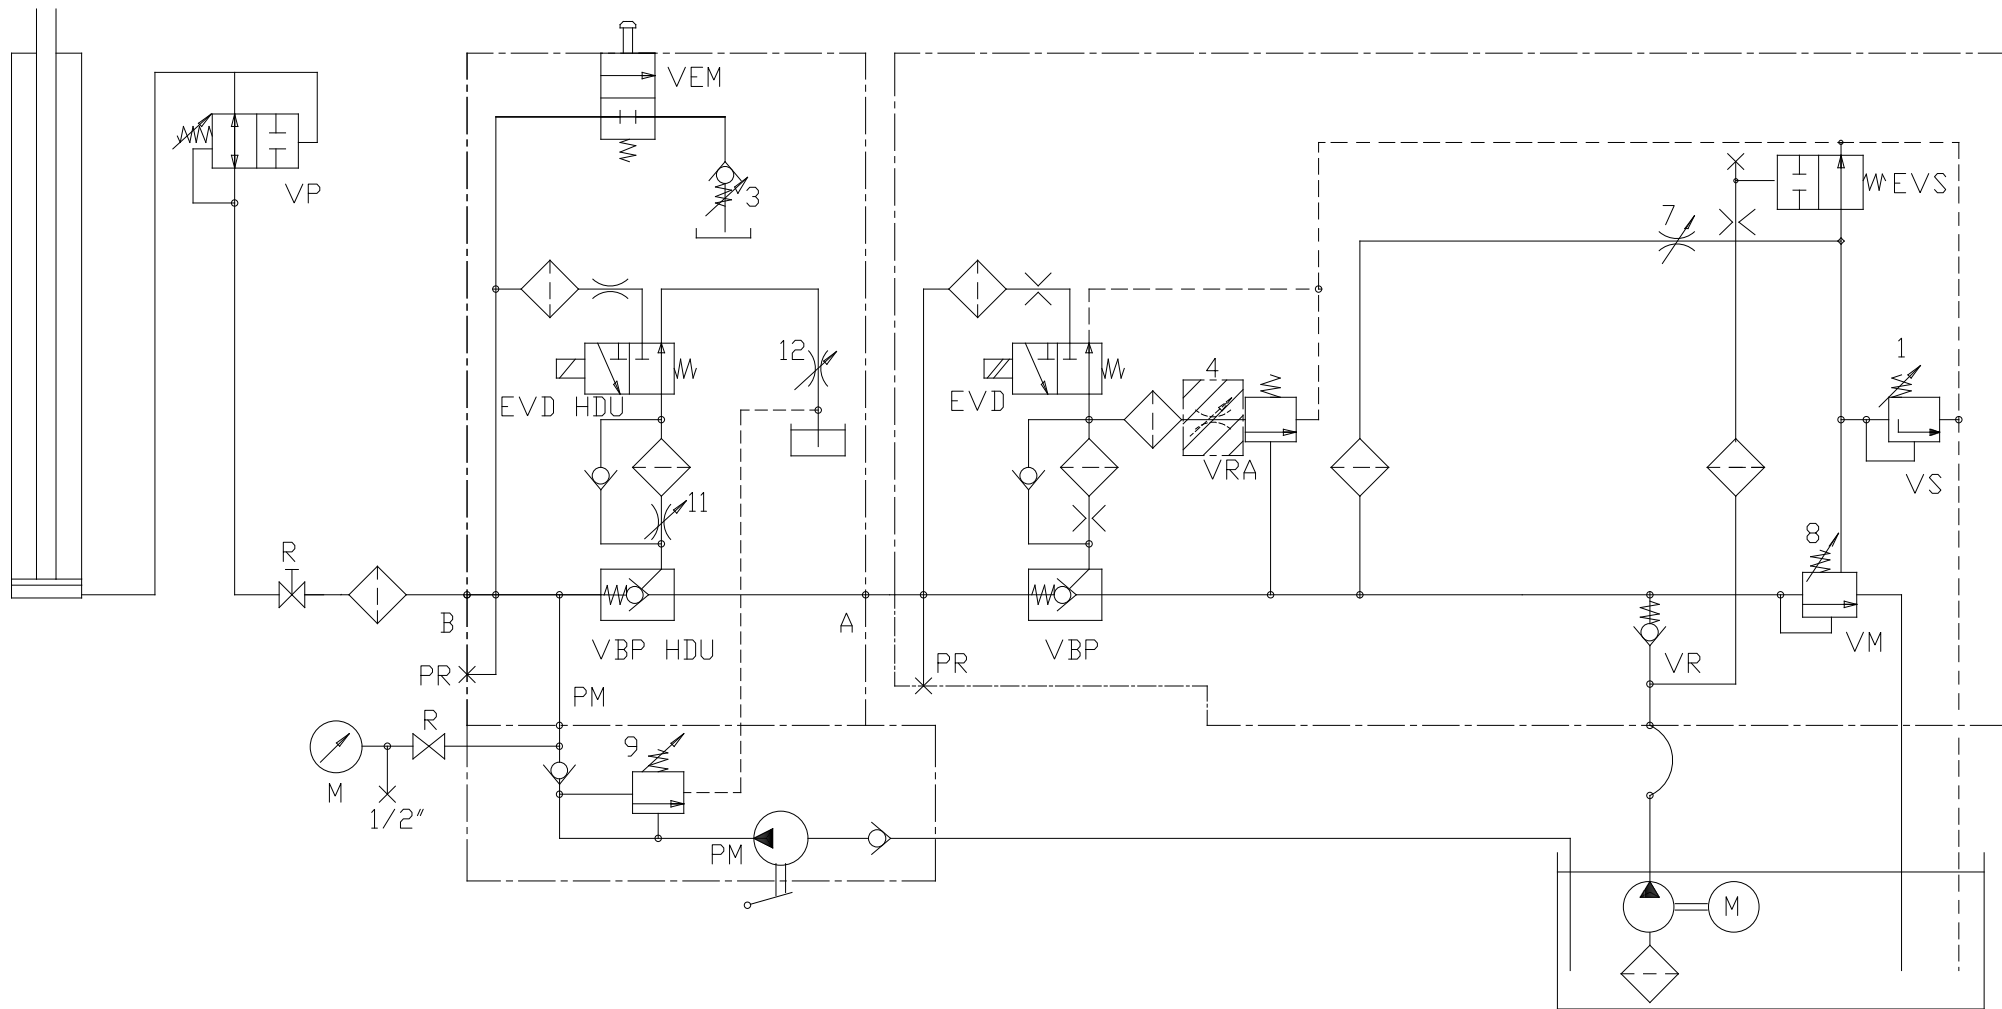 VEM
VP
3
EVS
7
12
1
EVD HDU
EVD
4
VRA
VS
11
8
R
B
A
VBP HDU
VBP
VM
PR
PR
VR
PM
R
9
M
1/2"
PM
M